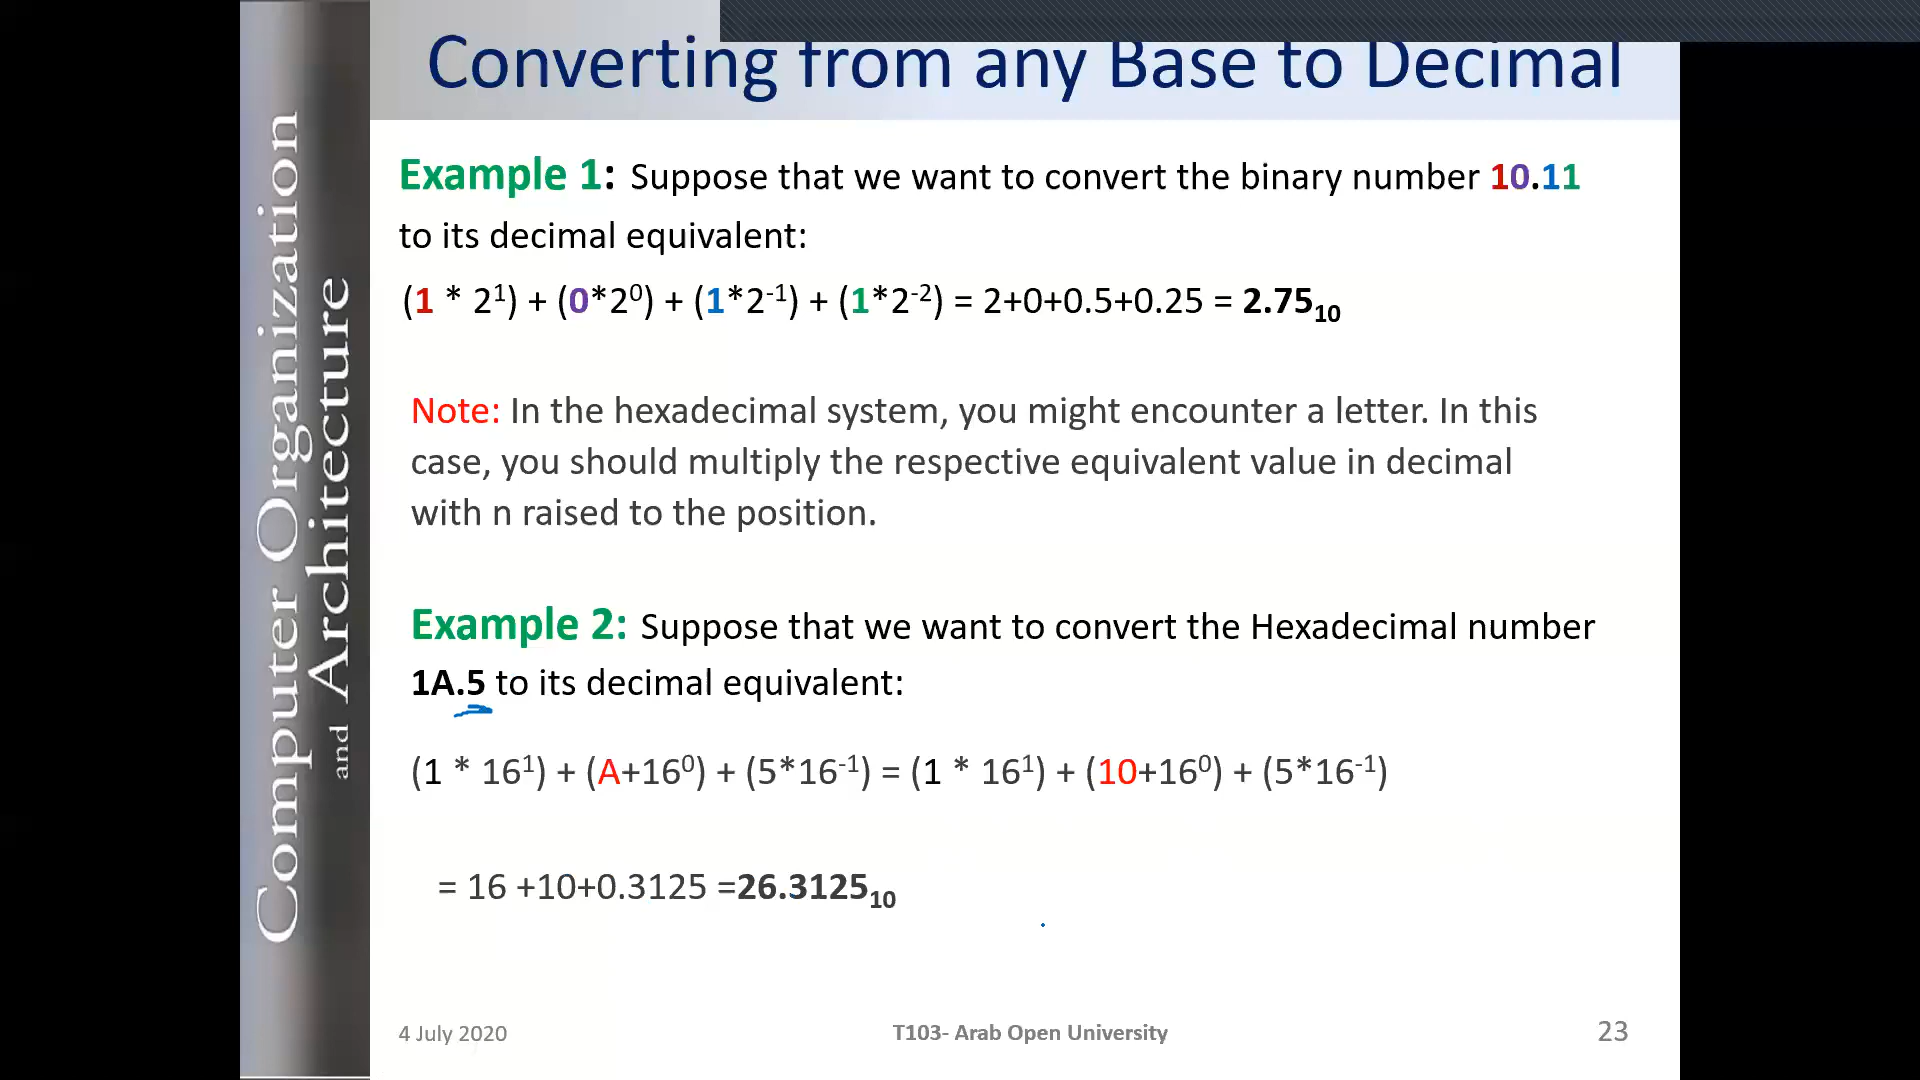 Converting from any Base to Decimal
Computer Organization
and Architecture
Example 1: Suppose that we want to convert the binary number 10.11
to its decimal equivalent:
(1 * 2¹) + (0*2⁰) + (1*2⁻¹) + (1*2⁻²) = 2+0+0.5+0.25 = 2.75₁₀
Note: In the hexadecimal system, you might encounter a letter. In this
case, you should multiply the respective equivalent value in decimal
with n raised to the position.
Example 2: Suppose that we want to convert the Hexadecimal number
1A.5 to its decimal equivalent:
(1 * 16¹) + (A+16⁰) + (5*16⁻¹) = (1 * 16¹) + (10+16⁰) + (5*16⁻¹)
= 16 +10+0.3125 =26.3125₁₀
4 July 2020
T103- Arab Open University
23